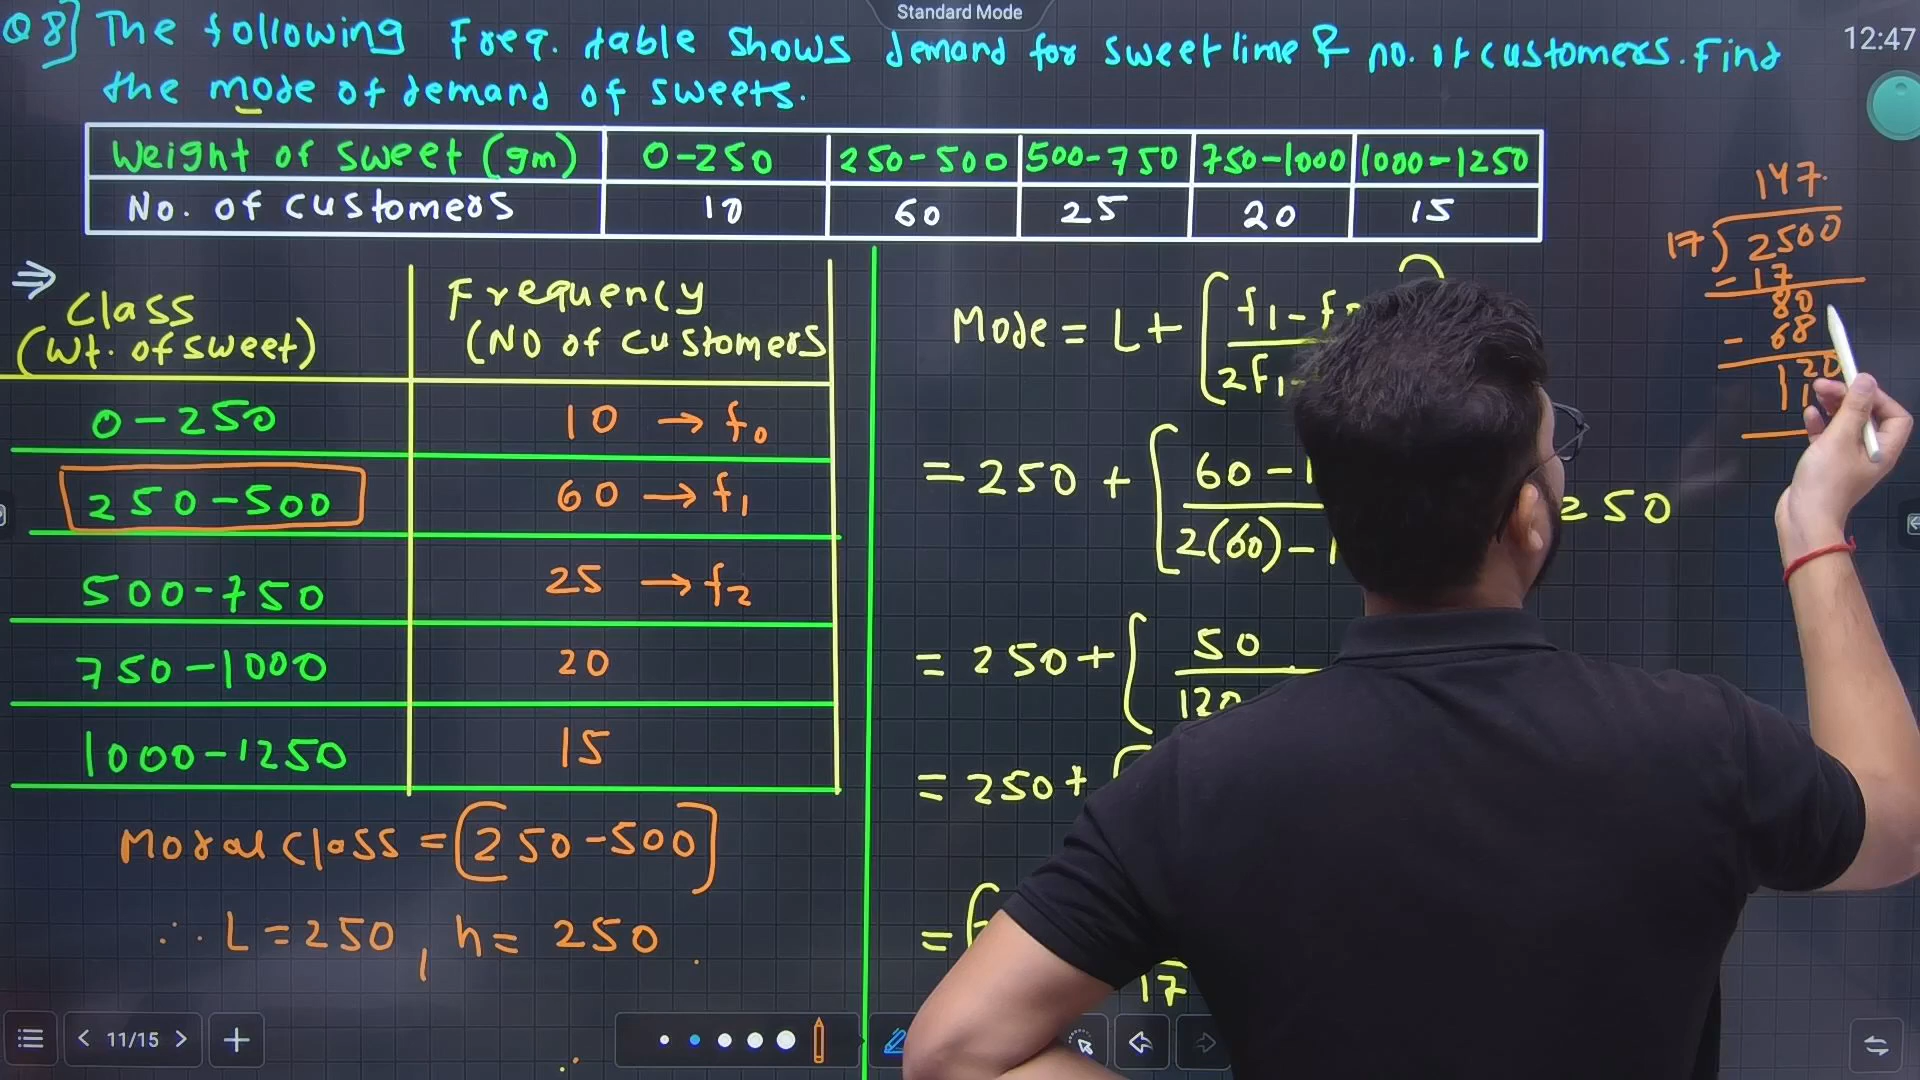 Standard Mode
12:47
Q8] The following Freq. table shows demand for sweet lime & no. of customers. Find
the mode of demand of sweets.
Weight of sweet (gm) 0-250 250-500 500-750 750-1000 1000-1250
No. of customers 10 60 25 20 15
⇒ Class Frequency
(Wt. of sweet) (NO of customers
0-250 10 → f0
250-500 60 → f1
500-750 25 → f2
750-1000 20
1000-1250 15
Modal class = [250-500]
∴ L = 250, h = 250.
Mode = L + [ f1 - f
2f1 -
= 250 + [ 60 - 1
2(60) - 1
250
= 250 + [ 50
120
= 250 +
=
17
147.
17 ) 2500
- 17
80
- 68
120
11
11/15